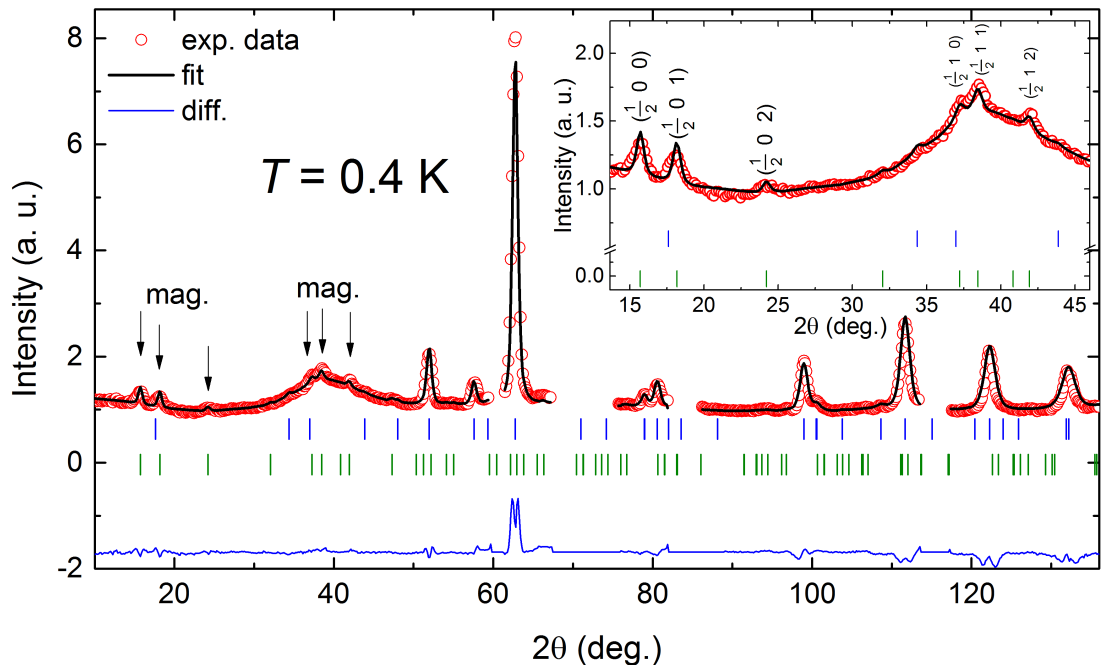 exp. data
fit
diff.
T = 0.4 K
mag.
mag.
Intensity (a. u.)
8
6
4
2
0
-2
20
40
60
80
100
120
2θ (deg.)
Intensity (a. u.)
2.0
1.5
1.0
0.0
15
20
25
30
35
40
45
2θ (deg.)
(1/2 0 0)
(1/2 0 1)
(1/2 0 2)
(1/2 1 0)
(1/2 1 1)
(1/2 1 2)